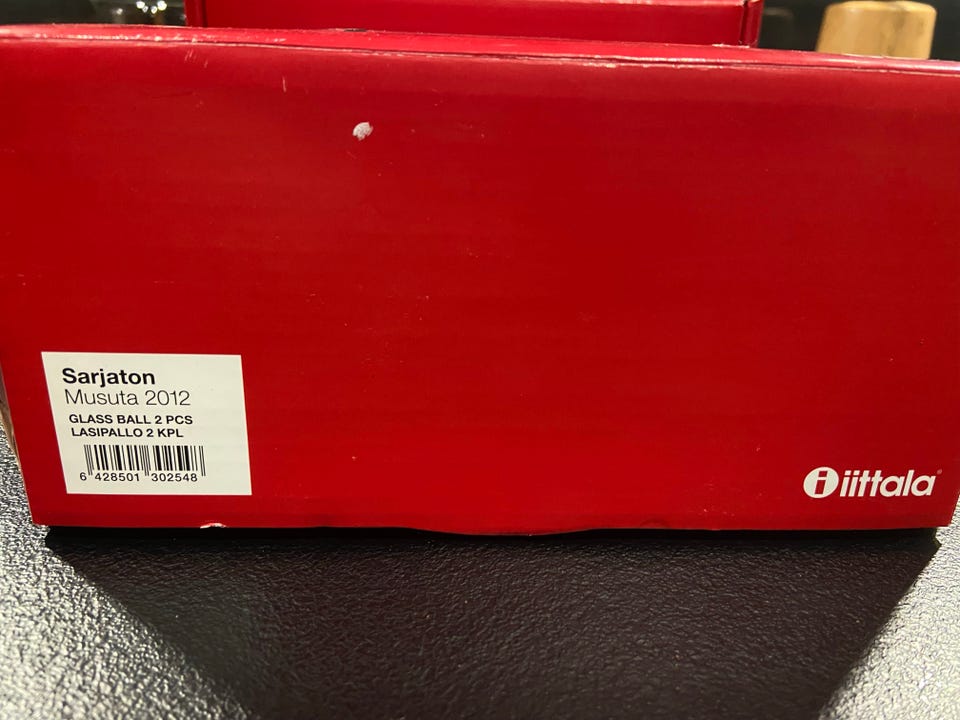 Sarjaton
Musuta 2012
GLASS BALL 2 PCS
LASIPALLO 2 KPL
6 428501 302548
i iittala®